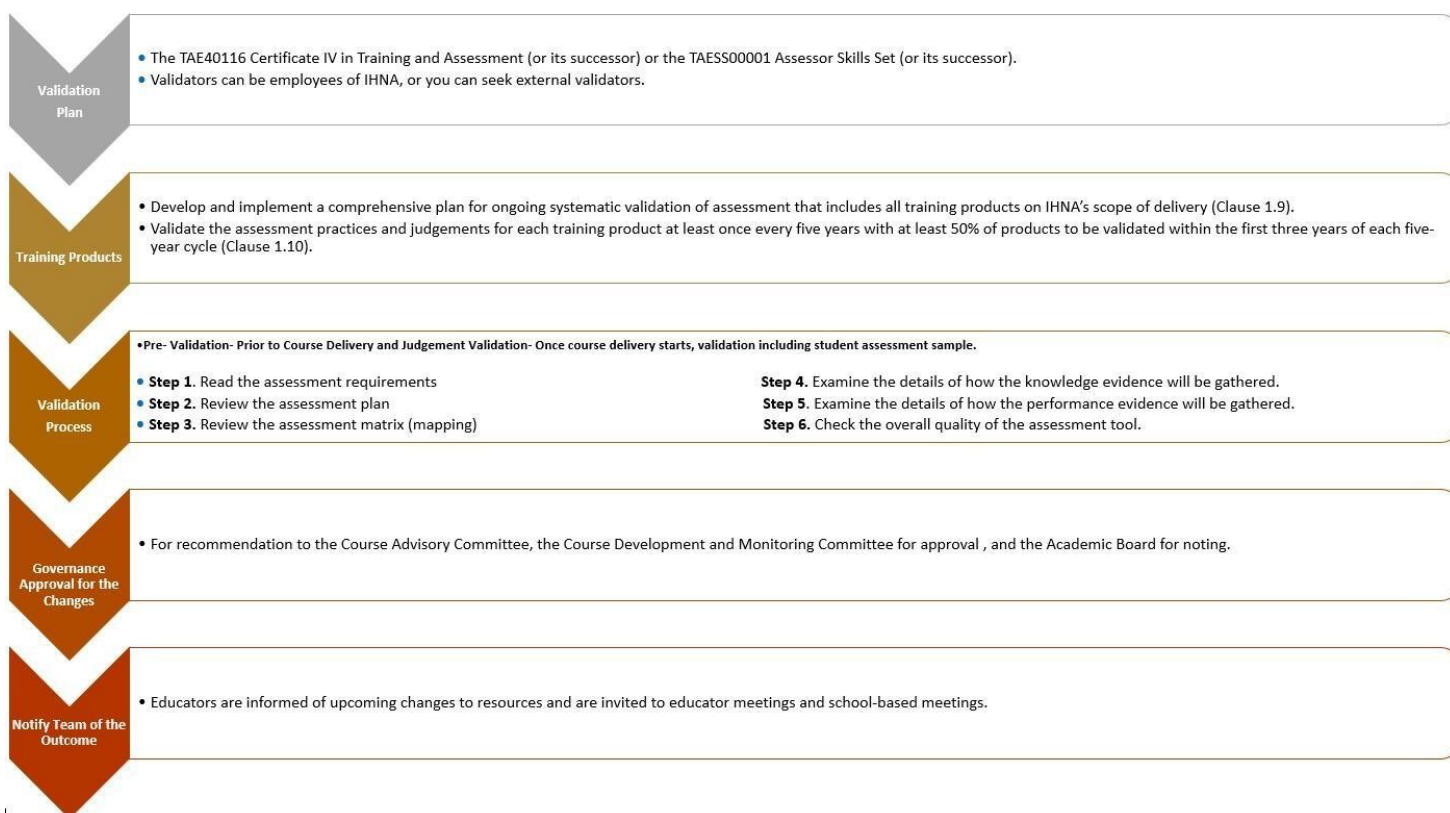 Validation
Plan
• The TAE40116 Certificate IV in Training and Assessment (or its successor) or the TAESS00001 Assessor Skills Set (or its successor).
• Validators can be employees of IHNA, or you can seek external validators.
Training Products
• Develop and implement a comprehensive plan for ongoing systematic validation of assessment that includes all training products on IHNA’s scope of delivery (Clause 1.9).
• Validate the assessment practices and judgements for each training product at least once every five years with at least 50% of products to be validated within the first three years of each five-
year cycle (Clause 1.10).
Validation
Process
•Pre- Validation- Prior to Course Delivery and Judgement Validation- Once course delivery starts, validation including student assessment sample.
• Step 1. Read the assessment requirements
• Step 2. Review the assessment plan
• Step 3. Review the assessment matrix (mapping)
Step 4. Examine the details of how the knowledge evidence will be gathered.
Step 5. Examine the details of how the performance evidence will be gathered.
Step 6. Check the overall quality of the assessment tool.
Governance
Approval for the
Changes
• For recommendation to the Course Advisory Committee, the Course Development and Monitoring Committee for approval , and the Academic Board for noting.
Notify Team of the
Outcome
• Educators are informed of upcoming changes to resources and are invited to educator meetings and school-based meetings.